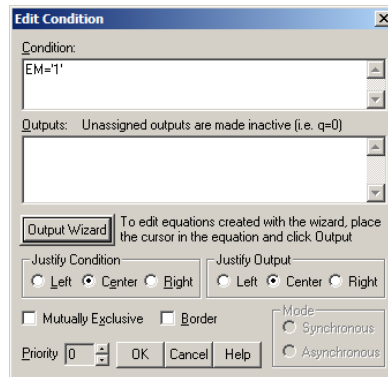 Edit Condition
Condition:
EM='1'
Outputs: Unassigned outputs are made inactive (i.e. q=0)
Output Wizard To edit equations created with the wizard, place
the cursor in the equation and click Output
Justify Condition Justify Output
Left Center Right Left Center Right
Mutually Exclusive Border Mode
Synchronous
Priority 0 OK Cancel Help Asynchronous